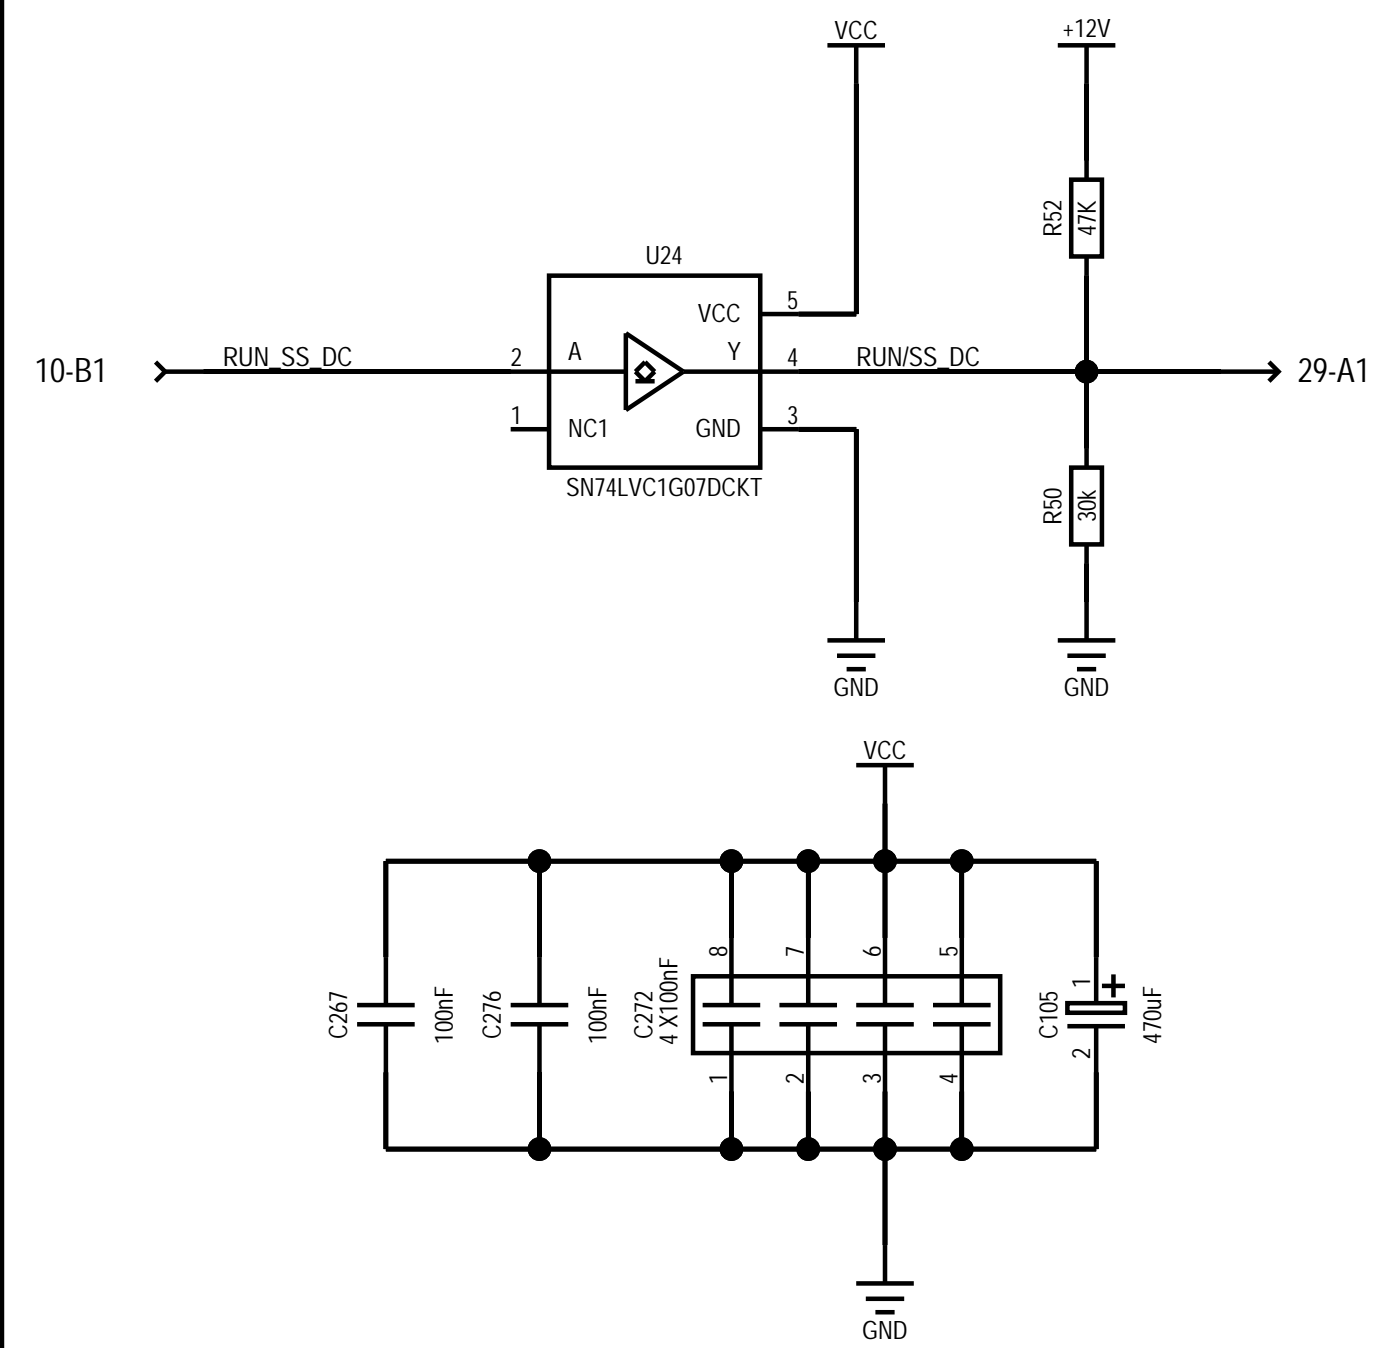 VCC
+12V
R52
47K
U24
VCC
5
10-B1
RUN_SS_DC
2
A
Y
4
RUN/SS_DC
29-A1
1
NC1
GND
3
SN74LVC1G07DCKT
R50
30k
GND
GND
VCC
8
7
6
5
C267
100nF
C276
100nF
C272
4 X100nF
C105
1
+
2
470uF
1
2
3
4
GND